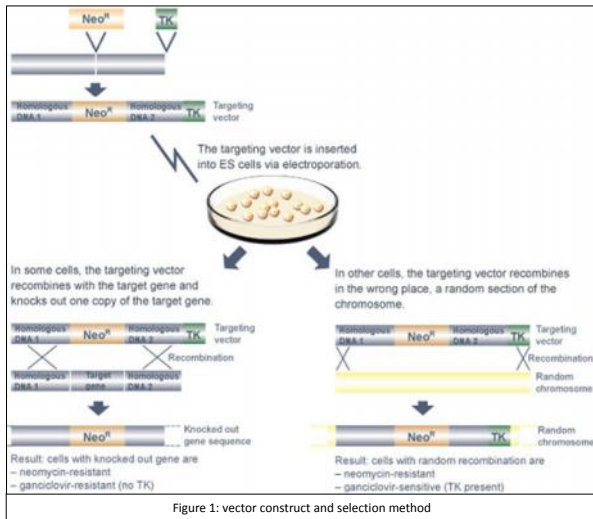 Neoᴿ
TK
Homologous DNA 1
Neoᴿ
Homologous DNA 2
TK
Targeting vector
The targeting vector is inserted
into ES cells via electroporation.
In some cells, the targeting vector
recombines with the target gene and
knocks out one copy of the target gene.
Homologous DNA 1
Neoᴿ
Homologous DNA 2
TK
Targeting vector
Recombination
Homologous DNA 1
Target gene
Homologous DNA 2
Neoᴿ
Knocked out
gene sequence
Result: cells with knocked out gene are
– neomycin-resistant
– ganciclovir-resistant (no TK)
In other cells, the targeting vector recombines
in the wrong place, a random section of the
chromosome.
Homologous DNA 1
Neoᴿ
Homologous DNA 2
TK
Targeting vector
Recombination
Random
chromosome
Neoᴿ
TK
Random
chromosome
Result: cells with random recombination are
– neomycin-resistant
– ganciclovir-sensitive (TK present)
Figure 1: vector construct and selection method